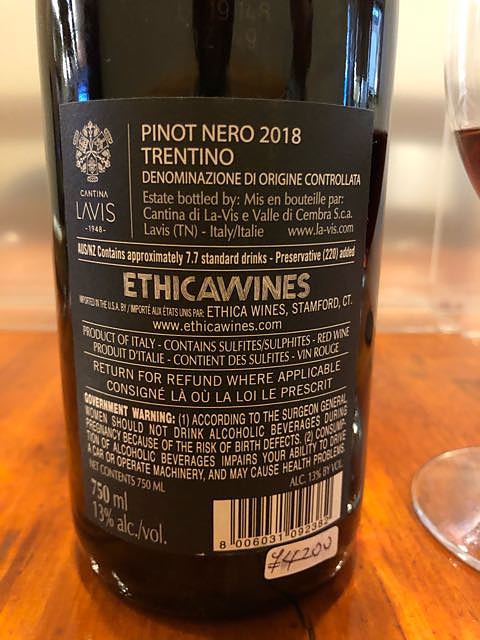 PINOT NERO 2018
TRENTINO
DENOMINAZIONE DI ORIGINE CONTROLLATA
CANTINA
LAVIS
-1948-
Estate bottled by: Mis en bouteille par:
Cantina di La-Vis e Valle di Cembra S.c.a.
Lavis (TN) - Italy/Italie www.la-vis.com
AUS/NZ Contains approximately 7.7 standard drinks - Preservative (220) added
ETHICAWINES
IMPORTED IN THE U.S.A. BY / IMPORTÉ AUX ÉTATS UNIS PAR: ETHICA WINES, STAMFORD, CT.
www.ethicawines.com
PRODUCT OF ITALY - CONTAINS SULFITES/SULPHITES - RED WINE
PRODUIT D'ITALIE - CONTIENT DES SULFITES - VIN ROUGE
RETURN FOR REFUND WHERE APPLICABLE
CONSIGNÉ LÀ OÙ LA LOI LE PRESCRIT
GOVERNMENT WARNING: (1) ACCORDING TO THE SURGEON GENERAL
WOMEN SHOULD NOT DRINK ALCOHOLIC BEVERAGES DURING
PREGNANCY BECAUSE OF THE RISK OF BIRTH DEFECTS. (2) CONSUMP-
TION OF ALCOHOLIC BEVERAGES IMPAIRS YOUR ABILITY TO DRIVE
A CAR OR OPERATE MACHINERY, AND MAY CAUSE HEALTH PROBLEMS.
NET CONTENTS 750 ML ALC. 13% BY VOL.
750 ml
13% alc./vol.
8 006031 092382
¥4200